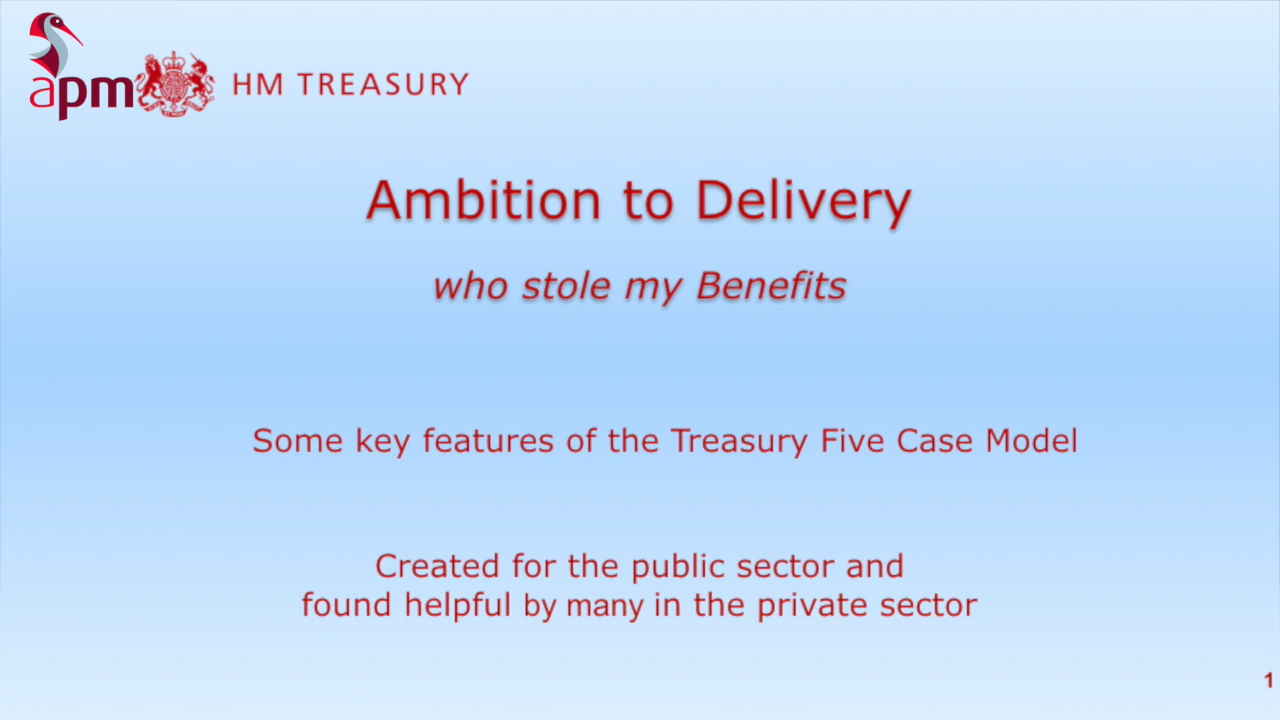 apm
HM TREASURY
Ambition to Delivery
who stole my Benefits
Some key features of the Treasury Five Case Model
Created for the public sector and
found helpful by many in the private sector
1